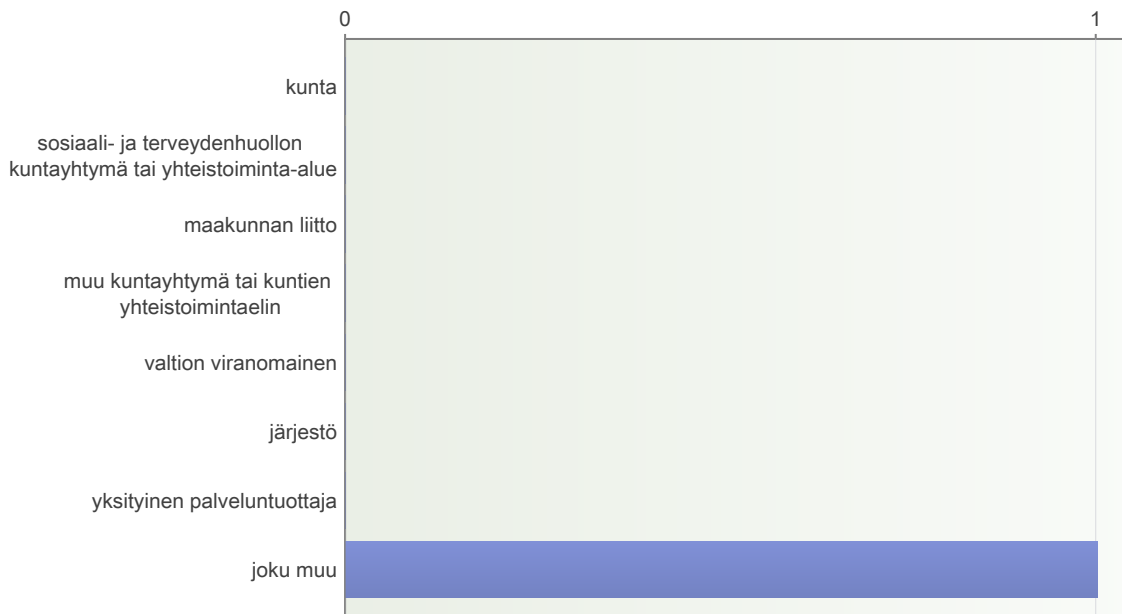 0 1
kunta
sosiaali- ja terveydenhuollon
kuntayhtymä tai yhteistoiminta-alue
maakunnan liitto
muu kuntayhtymä tai kuntien
yhteistoimintaelin
valtion viranomainen
järjestö
yksityinen palveluntuottaja
joku muu